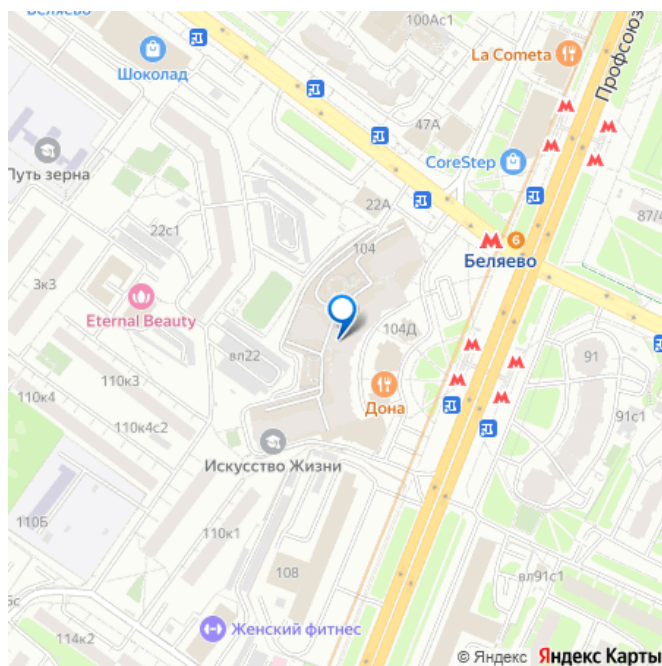 Беляево
100Ас1
La Cometa
Профсоюз
Шоколад
47А
CoreStep
Путь зерна
22А
22с1
104
87/4
6
Беляево
3к3
Eternal Beauty
104Д
вл22
91
110к3
110к4
Дона
91с1
110к4с2
Искусство Жизни
110Б
110к1
108
вл91с1
5с
Женский фитнес
114к2
© Яндекс Яндекс Карты